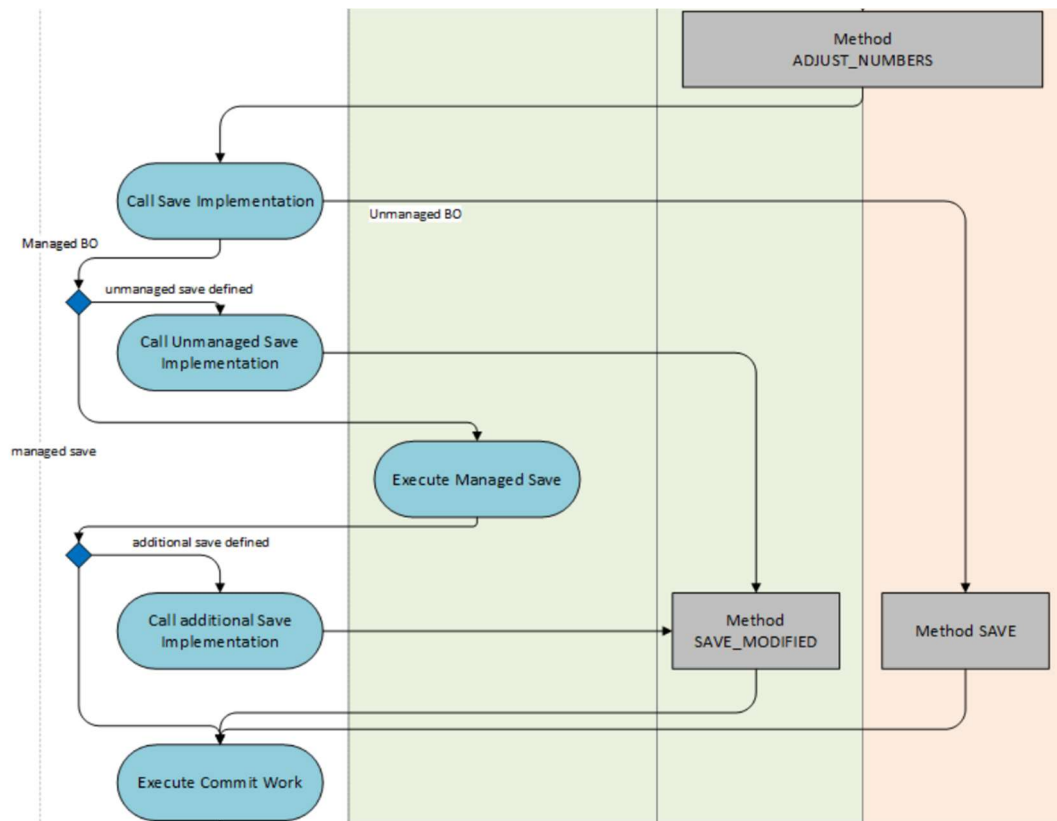 Method
ADJUST_NUMBERS
Call Save Implementation
Unmanaged BO
Managed BO
unmanaged save defined
Call Unmanaged Save
Implementation
managed save
Execute Managed Save
additional save defined
Call additional Save
Implementation
Method
SAVE_MODIFIED
Method SAVE
Execute Commit Work